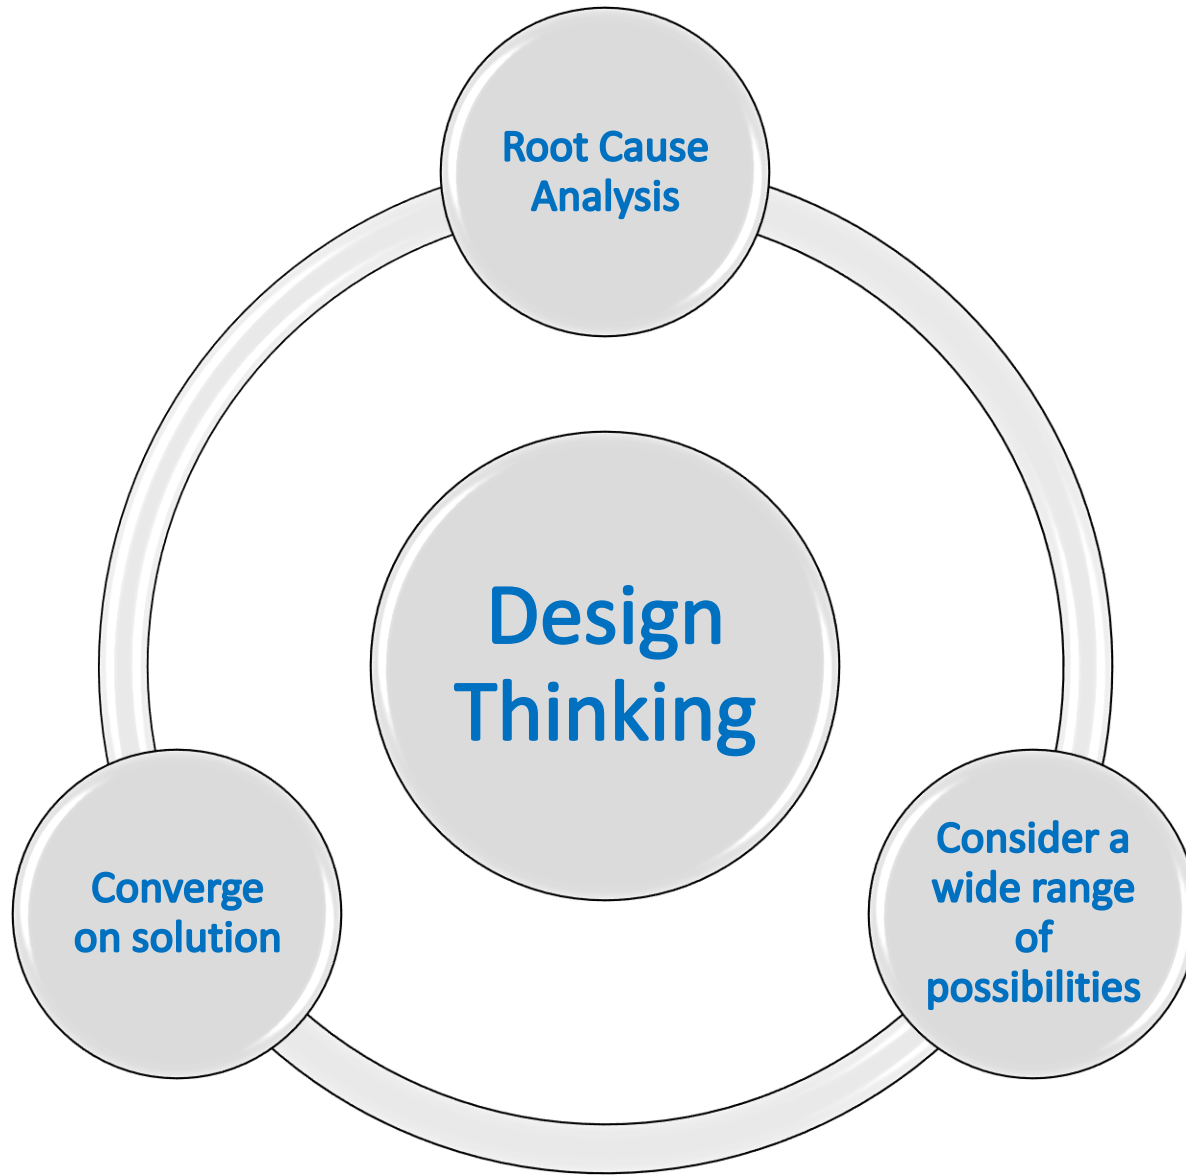 Root Cause
Analysis
Design
Thinking
Converge
on solution
Consider a
wide range
of
possibilities